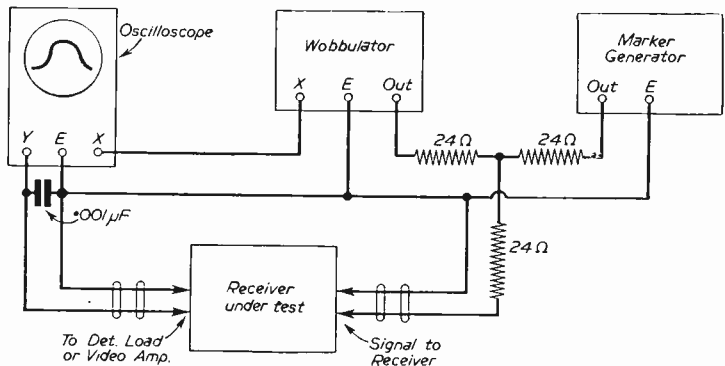 Oscilloscope
Y E X
.001μF
Wobbulator
X E Out
Marker
Generator
Out E
24Ω
24Ω
24Ω
Receiver
under test
To Det. Load
or Video Amp.
Signal to
Receiver